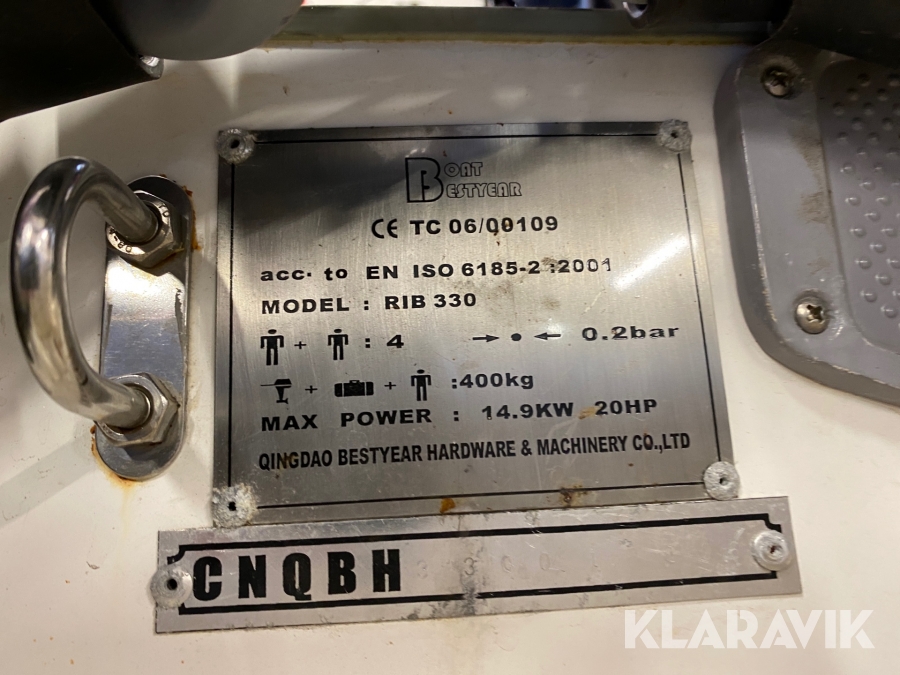 BOAT
BESTYEAR
CE TC 06/00109
acc. to EN ISO 6185-2:2001
MODEL : RIB 330
+ : 4 0.2bar
+ + :400kg
MAX POWER : 14.9KW 20HP
QINGDAO BESTYEAR HARDWARE & MACHINERY CO.,LTD
CNQBH
KLARAVIK